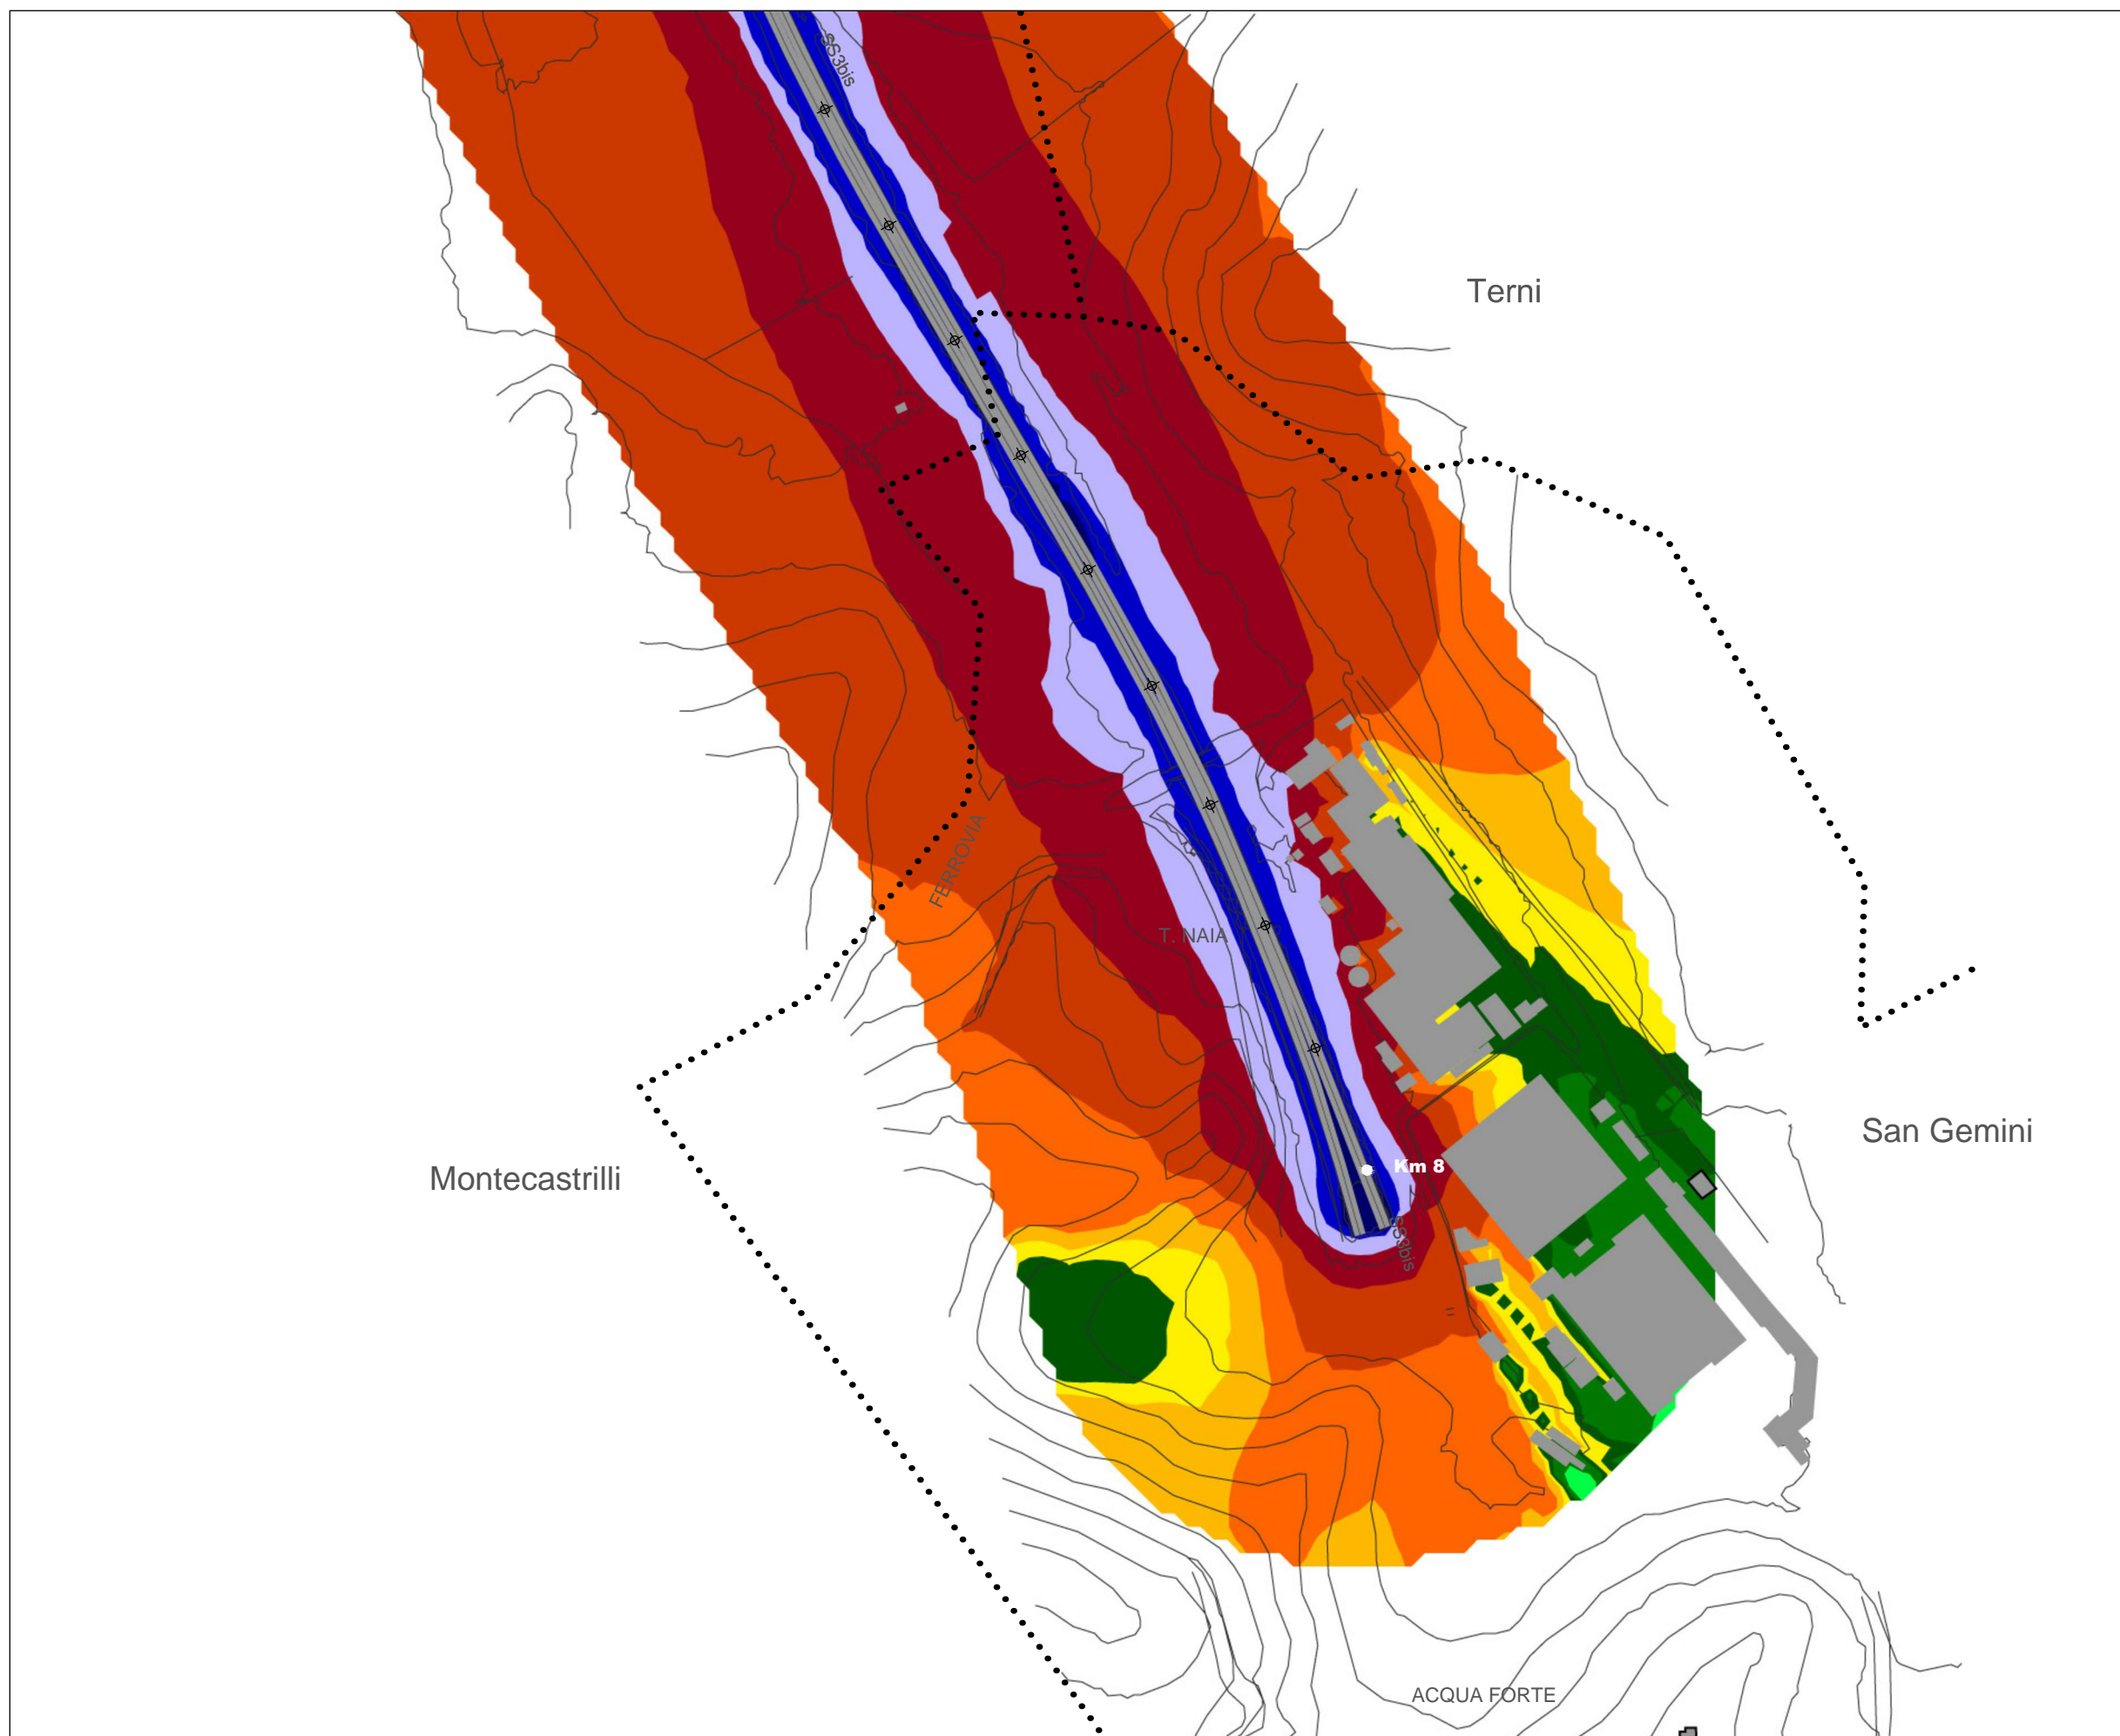 SS3bis
Terni
FERROVIA
T. NAIA
San Gemini
Km 8
Montecastrilli
SS3bis
ACQUA FORTE